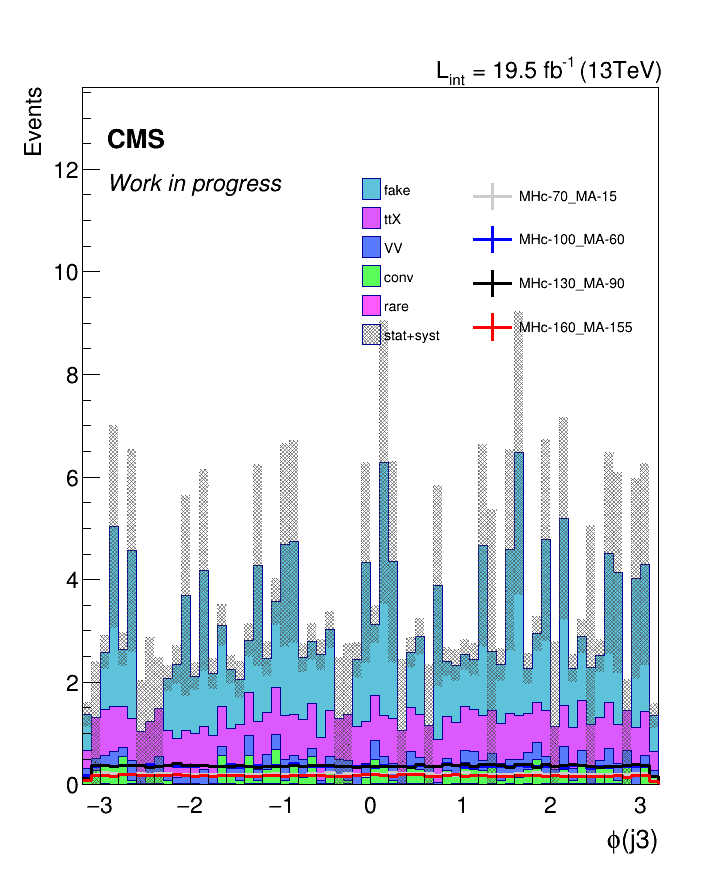 L_int = 19.5 fb^-1 (13TeV)
Events
CMS
Work in progress
fake
ttX
VV
conv
rare
stat+syst
MHc-70_MA-15
MHc-100_MA-60
MHc-130_MA-90
MHc-160_MA-155
12
10
8
6
4
2
0
−3 −2 −1 0 1 2 3
ϕ(j3)